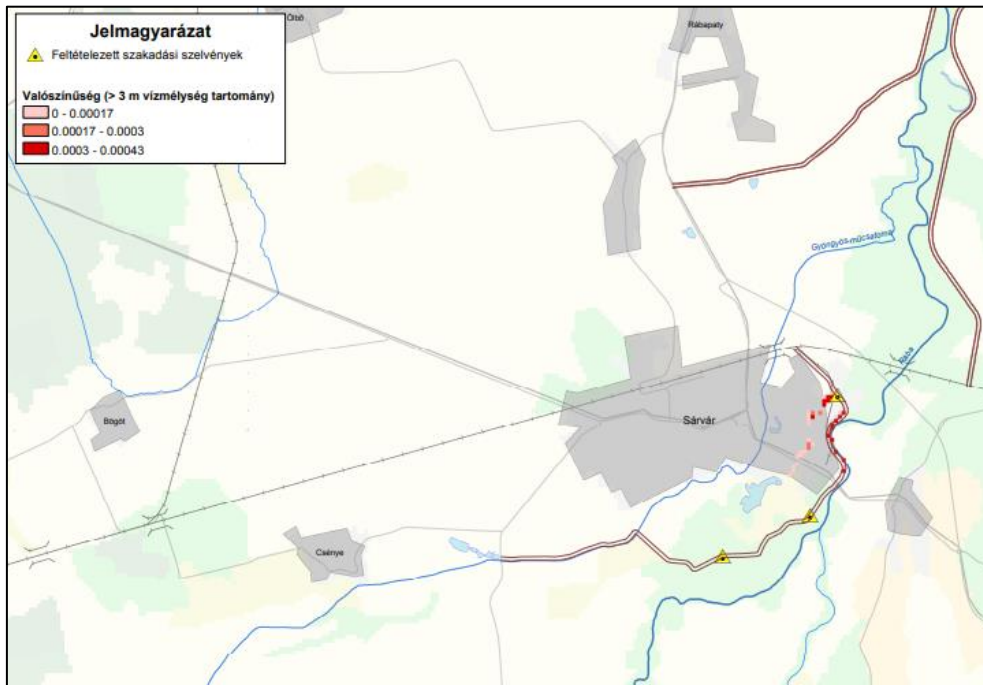 Jelmagyarázat
Feltételezett szakadási szelvények
Valószínűség (> 3 m vízmélység tartomány)
0 - 0.00017
0.00017 - 0.0003
0.0003 - 0.00043
Ölbő
Rábapaty
Gyöngyös-műcsatorna
Rába
Sárvár
Bögöt
Csénye